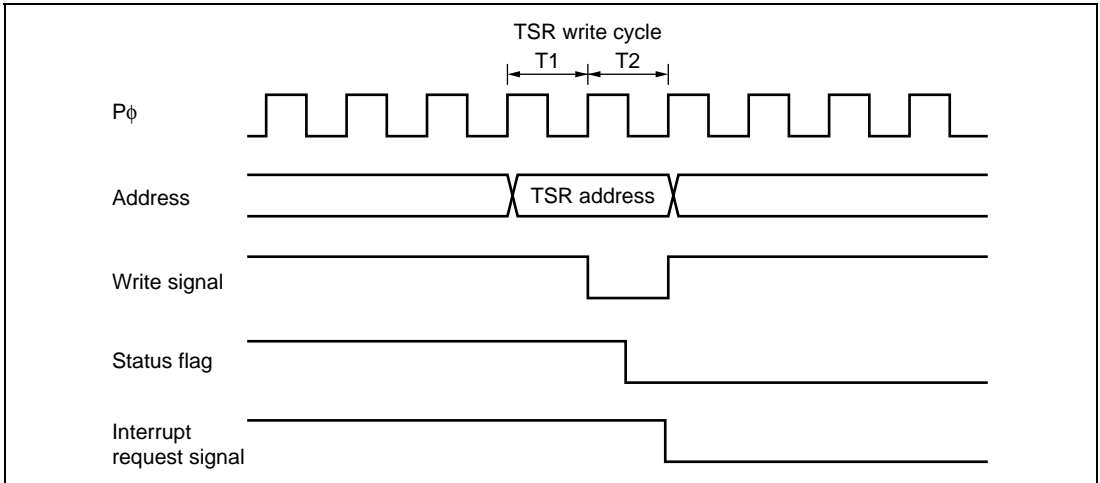 TSR write cycle
T1 T2
Pϕ
Address
TSR address
Write signal
Status flag
Interrupt
request signal